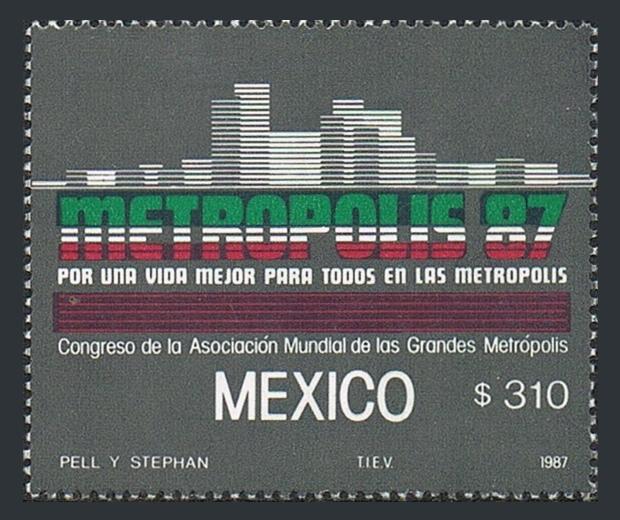 METROPOLIS 87
POR UNA VIDA MEJOR PARA TODOS EN LAS METROPOLIS
Congreso de la Asociación Mundial de las Grandes Metrópolis
MEXICO $ 310
PELL Y STEPHAN T.I.E.V. 1987